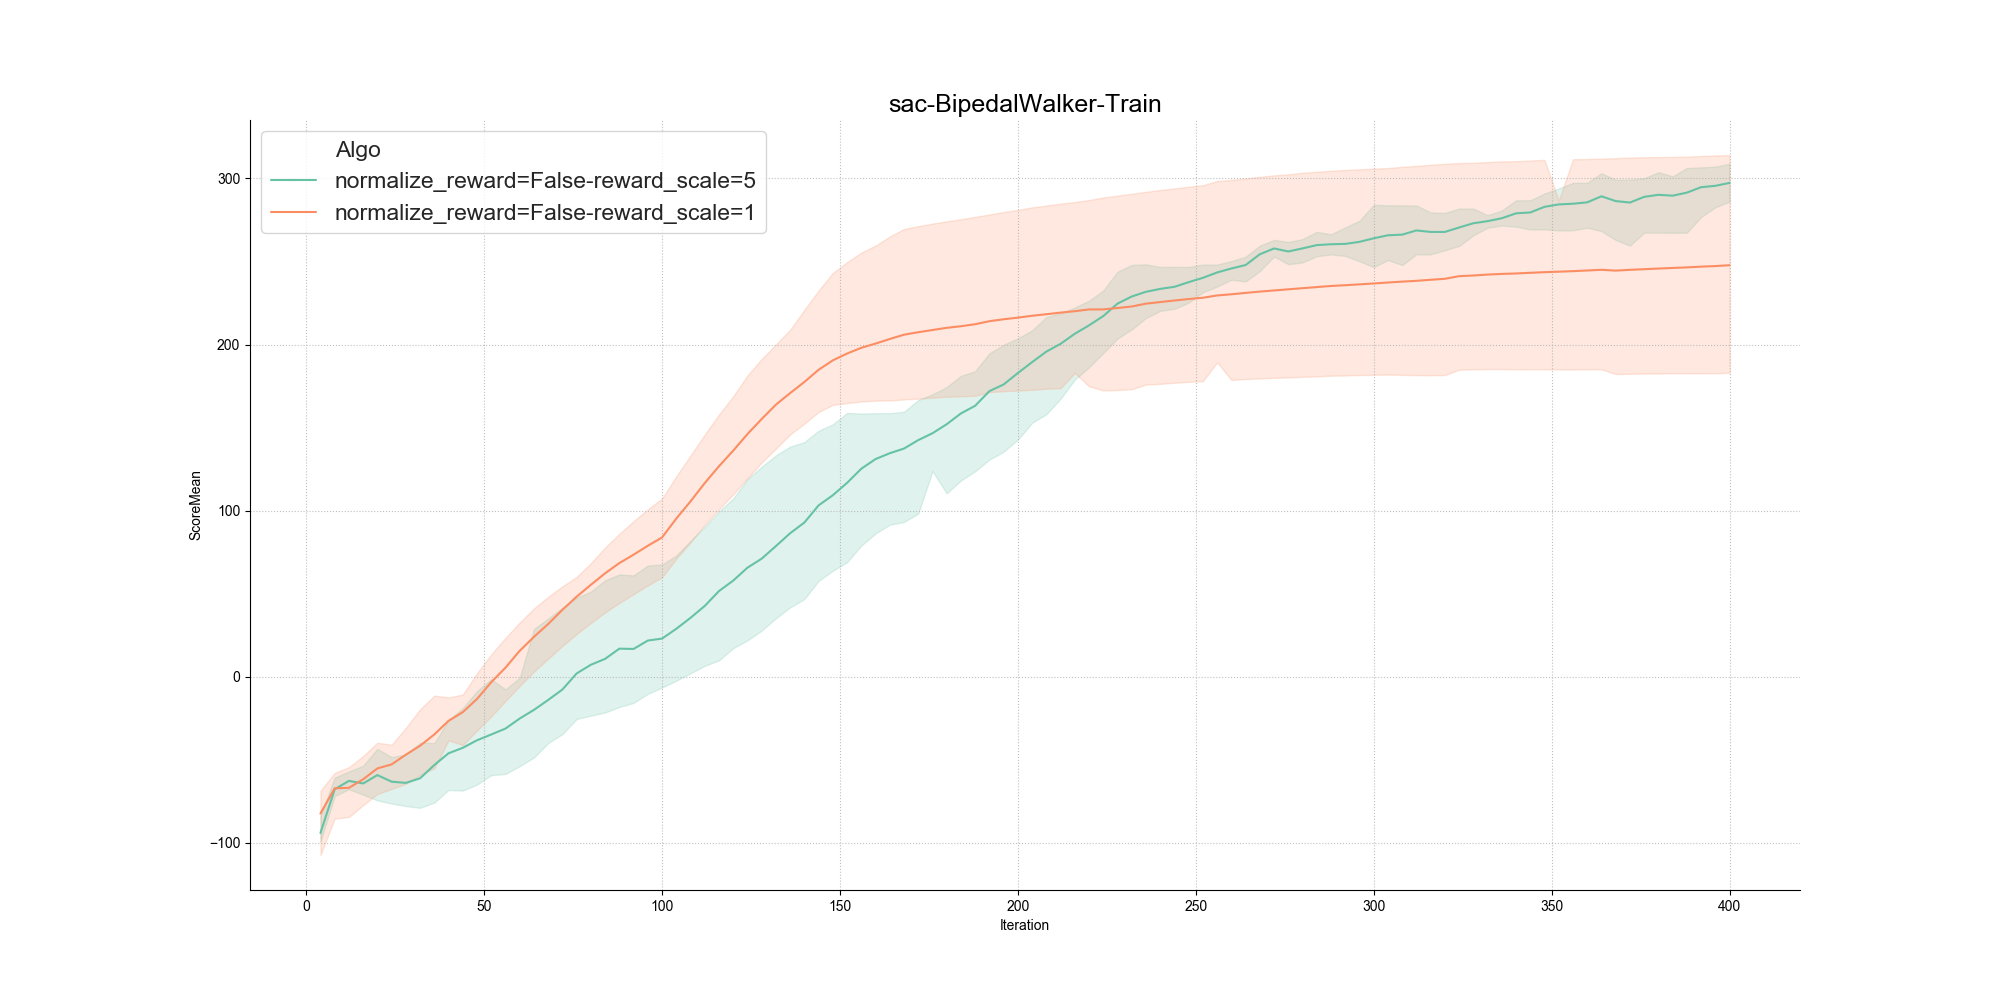 sac-BipedalWalker-Train
Algo
normalize_reward=False-reward_scale=5
normalize_reward=False-reward_scale=1
300
200
100
0
−100
ScoreMean
0 50 100 150 200 250 300 350 400
Iteration